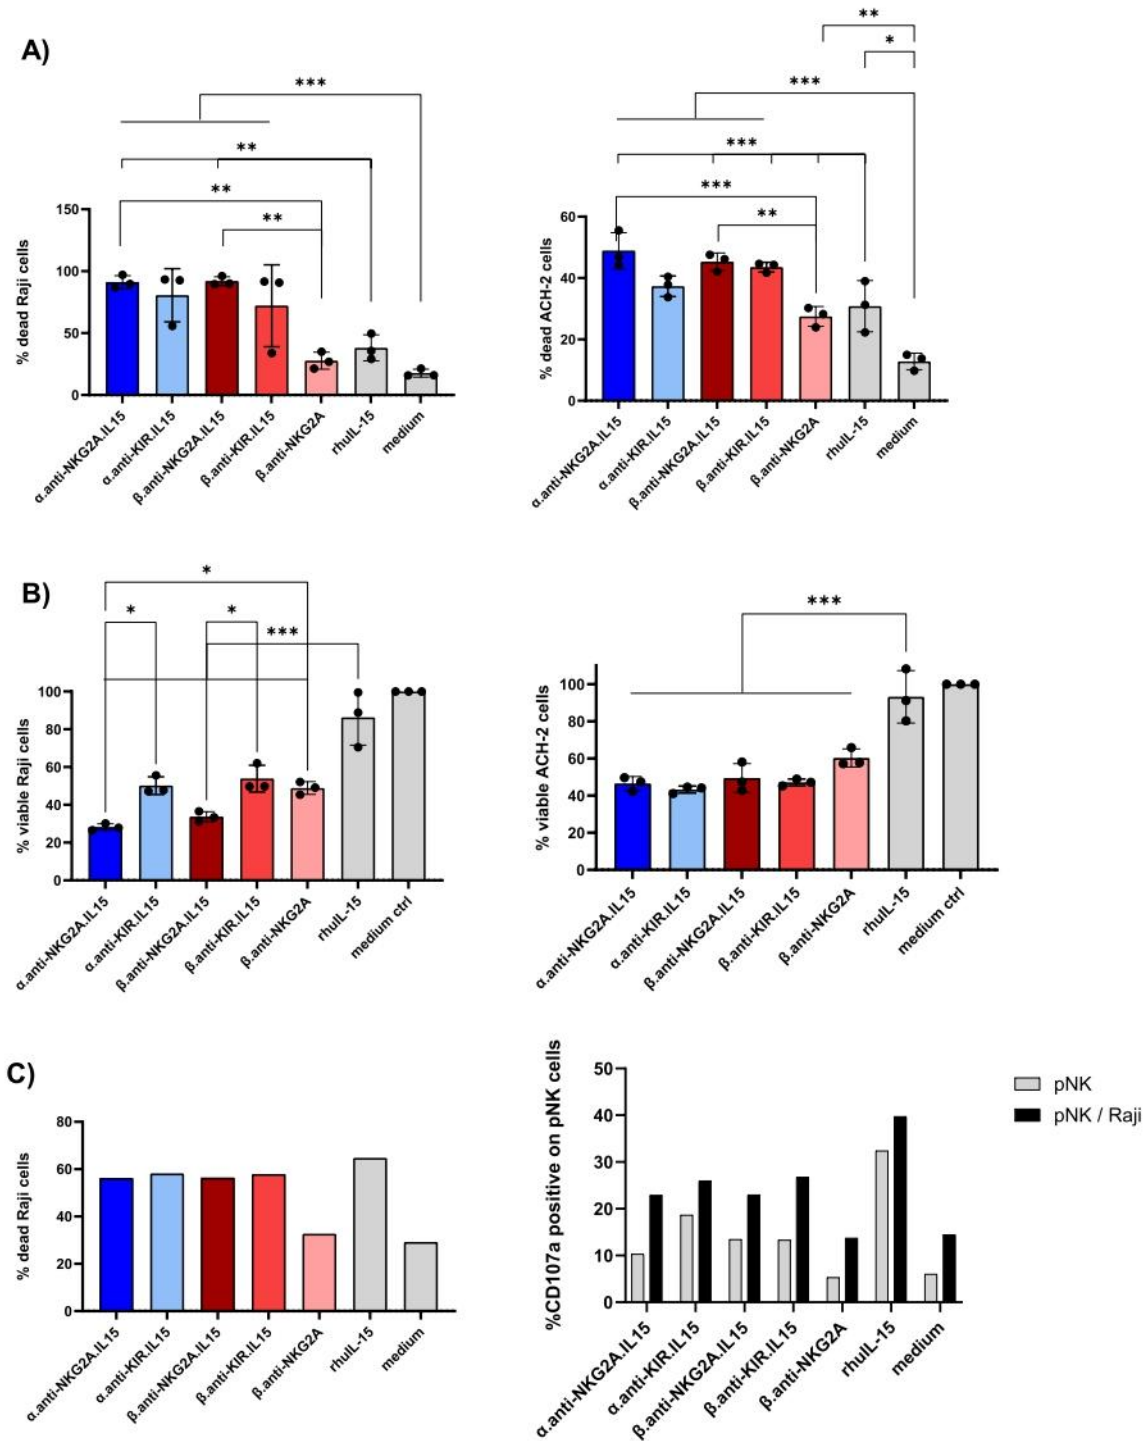 A)
***
**
**
**
% dead Raji cells
150
100
50
0
α.anti-NKG2A.IL15
α.anti-KIR.IL15
β.anti-NKG2A.IL15
β.anti-KIR.IL15
β.anti-NKG2A
rhuIL-15
medium
**
*
***
***
***
**
% dead ACH-2 cells
60
40
20
0
α.anti-NKG2A.IL15
α.anti-KIR.IL15
β.anti-NKG2A.IL15
β.anti-KIR.IL15
β.anti-NKG2A
rhuIL-15
medium
B)
*
*
*
***
% viable Raji cells
100
80
60
40
20
0
α.anti-NKG2A.IL15
α.anti-KIR.IL15
β.anti-NKG2A.IL15
β.anti-KIR.IL15
β.anti-NKG2A
rhuIL-15
medium ctrl
***
% viable ACH-2 cells
100
80
60
40
20
0
α.anti-NKG2A.IL15
α.anti-KIR.IL15
β.anti-NKG2A.IL15
β.anti-KIR.IL15
β.anti-NKG2A
rhuIL-15
medium ctrl
C)
% dead Raji cells
80
60
40
20
0
α.anti-NKG2A.IL15
α.anti-KIR.IL15
β.anti-NKG2A.IL15
β.anti-KIR.IL15
β.anti-NKG2A
rhuIL-15
medium
%CD107a positive on pNK cells
50
40
30
20
10
0
α.anti-NKG2A.IL15
α.anti-KIR.IL15
β.anti-NKG2A.IL15
β.anti-KIR.IL15
β.anti-NKG2A
rhuIL-15
medium
pNK
pNK / Raji